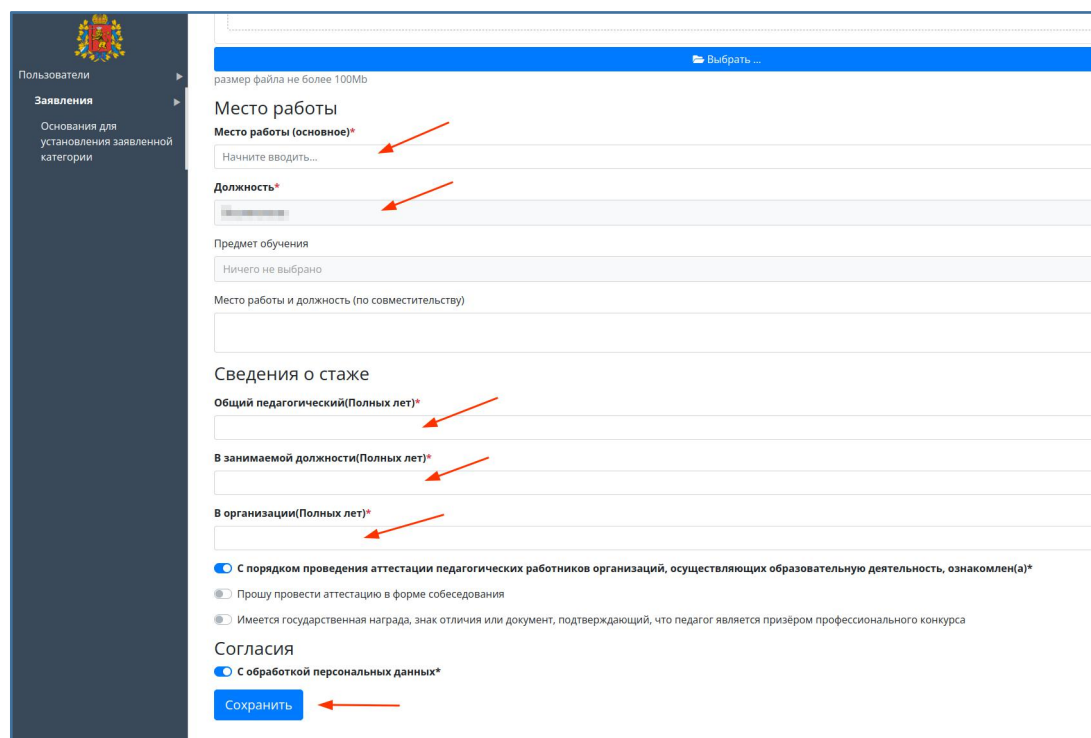 Выбрать ...
Пользователи
размер файла не более 100Mb
Заявления
Основания для
установления заявленной
категории
Место работы
Место работы (основное)*
Начните вводить...
Должность*
Предмет обучения
Ничего не выбрано
Место работы и должность (по совместительству)
Сведения о стаже
Общий педагогический(Полных лет)*
В занимаемой должности(Полных лет)*
В организации(Полных лет)*
С порядком проведения аттестации педагогических работников организаций, осуществляющих образовательную деятельность, ознакомлен(а)*
Прошу провести аттестацию в форме собеседования
Имеется государственная награда, знак отличия или документ, подтверждающий, что педагог является призёром профессионального конкурса
Согласия
С обработкой персональных данных*
Сохранить